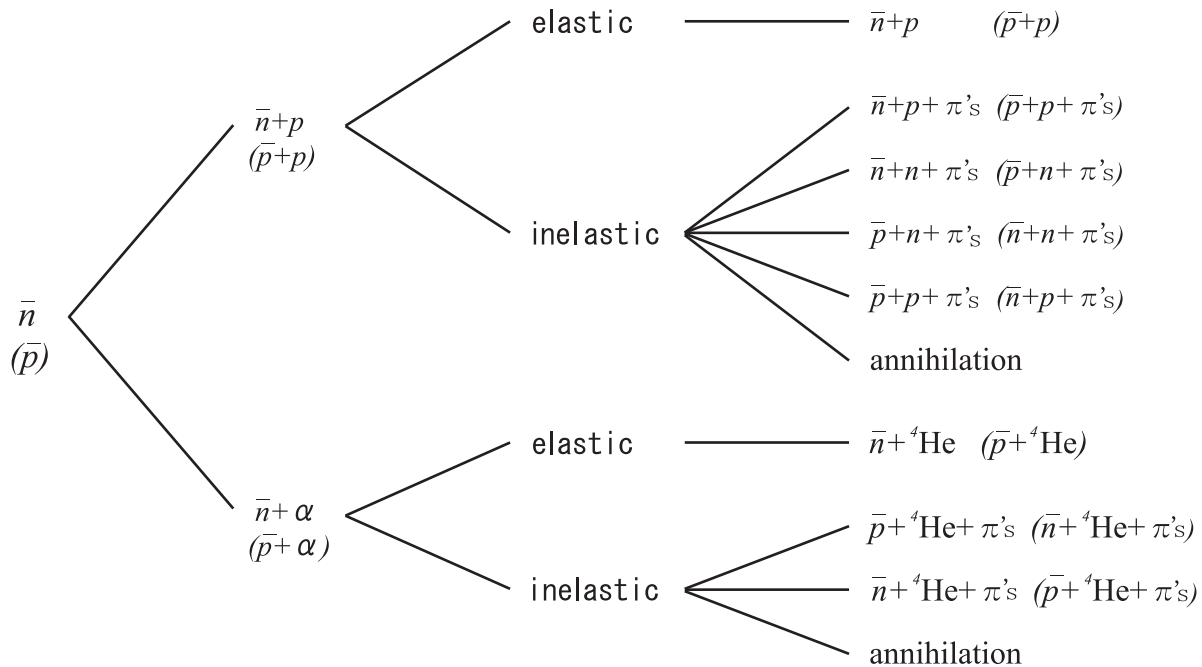 elastic n̅+p (p̅+p)
n̅+p+ π's (p̅+p+ π's)
n̅+p
(p̅+p)
n̅+n+ π's (p̅+n+ π's)
inelastic p̅+n+ π's (n̅+n+ π's)
p̅+p+ π's (n̅+p+ π's)
n̅
(p̅)
annihilation
elastic n̅+⁴He (p̅+⁴He)
n̅+α
(p̅+α)
p̅+⁴He+ π's (n̅+⁴He+ π's)
inelastic n̅+⁴He+ π's (p̅+⁴He+ π's)
annihilation